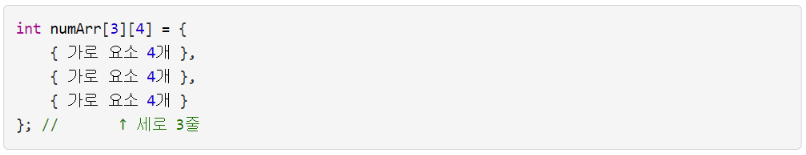 int numArr[3][4] = {
    { 가로 요소 4개 },
    { 가로 요소 4개 },
    { 가로 요소 4개 }
}; //      ↑ 세로 3줄